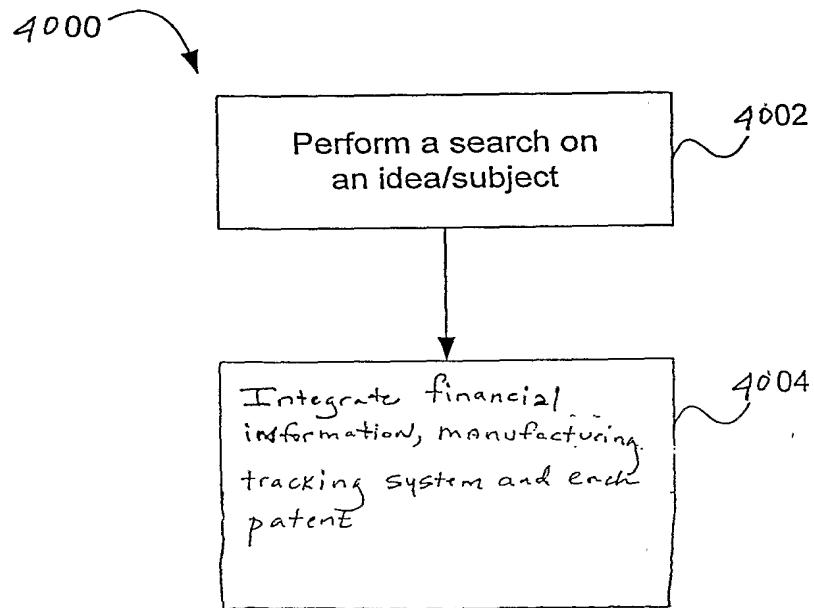 4000
4002
Perform a search on
an idea/subject
4004
Integrate financial
information, manufacturing
tracking system and each
patent